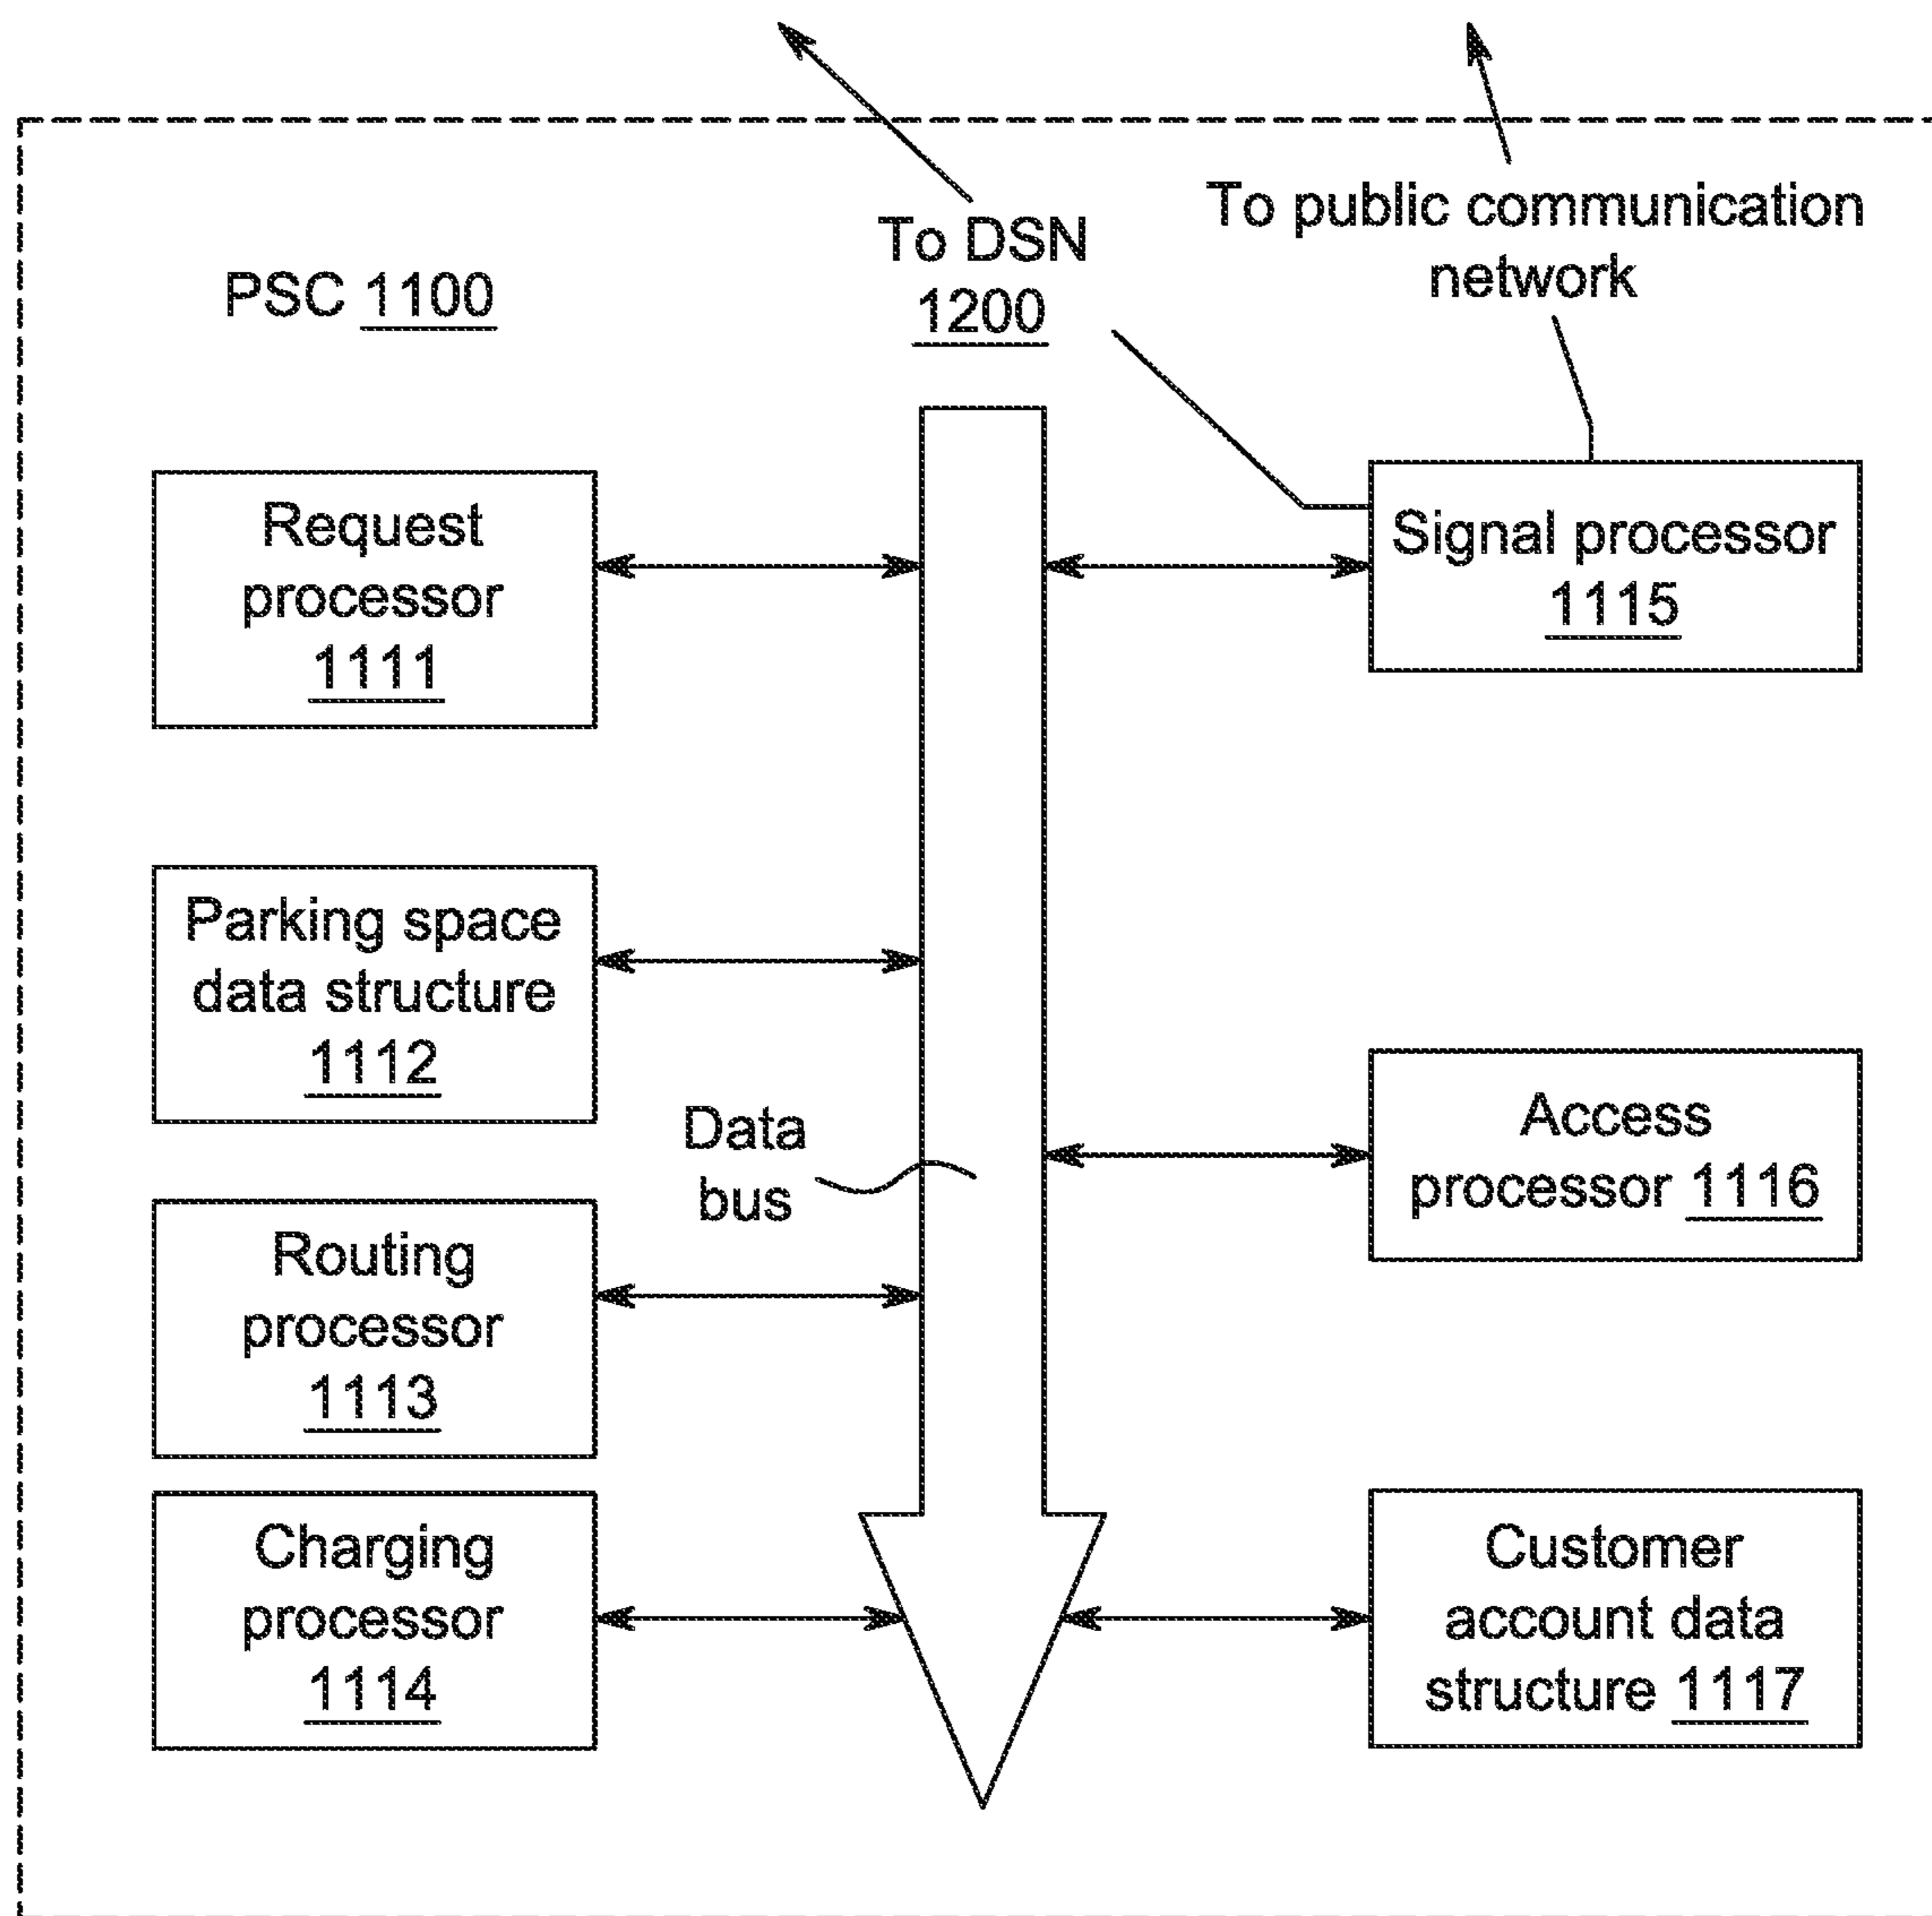 PSC 1100
To DSN
1200
To public communication
network
Request
processor
1111
Signal processor
1115
Parking space
data structure
1112
Data
bus
Access
processor 1116
Routing
processor
1113
Charging
processor
1114
Customer
account data
structure 1117